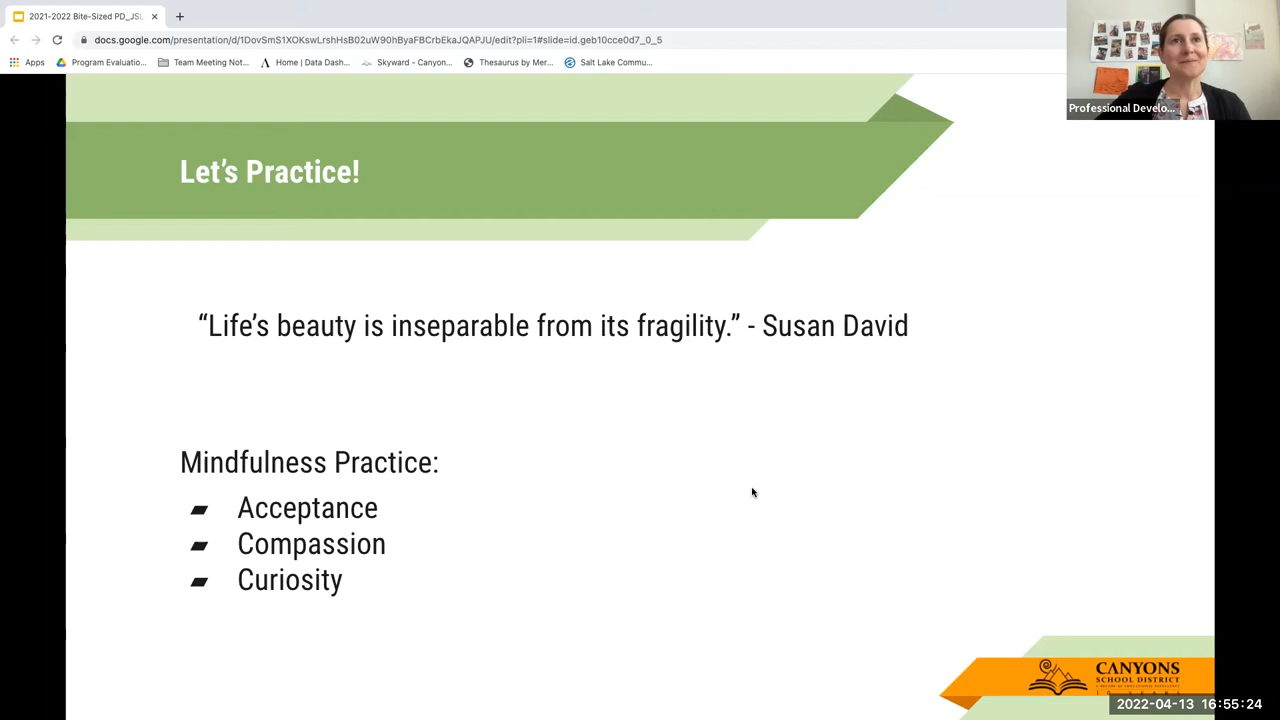 2021-2022 Bite-Sized PD_JSL
docs.google.com/presentation/d/1DovSmS1XOKswLrshHsB02uW90hByaFBCrbEkaJQAPJU/edit?pli=1#slide=id.geb10cce0d7_0_5
Apps Program Evaluatio... Team Meeting Not... Home | Data Dash... Skyward - Canyon... Thesaurus by Mer... Salt Lake Commu...
Professional Develo...
Let's Practice!
“Life’s beauty is inseparable from its fragility.” - Susan David
Mindfulness Practice:
Acceptance
Compassion
Curiosity
CANYONS
SCHOOL DISTRICT
2022-04-13 16:55:24